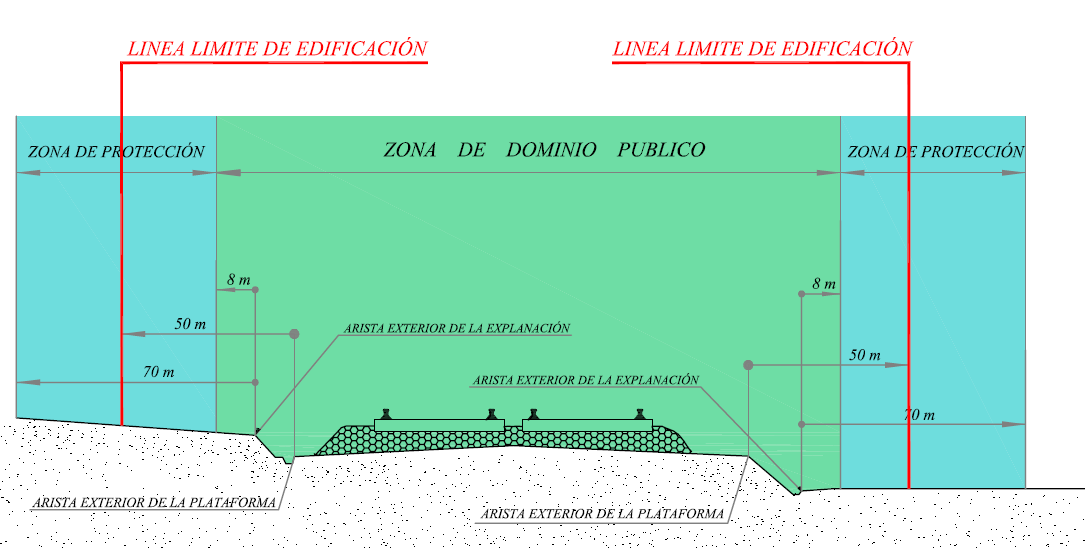 LINEA LIMITE DE EDIFICACIÓN
LINEA LIMITE DE EDIFICACIÓN
ZONA DE PROTECCIÓN
ZONA DE DOMINIO PUBLICO
ZONA DE PROTECCIÓN
8 m
8 m
50 m
ARISTA EXTERIOR DE LA EXPLANACIÓN
50 m
70 m
ARISTA EXTERIOR DE LA EXPLANACIÓN
70 m
ARISTA EXTERIOR DE LA PLATAFORMA
ARISTA EXTERIOR DE LA PLATAFORMA